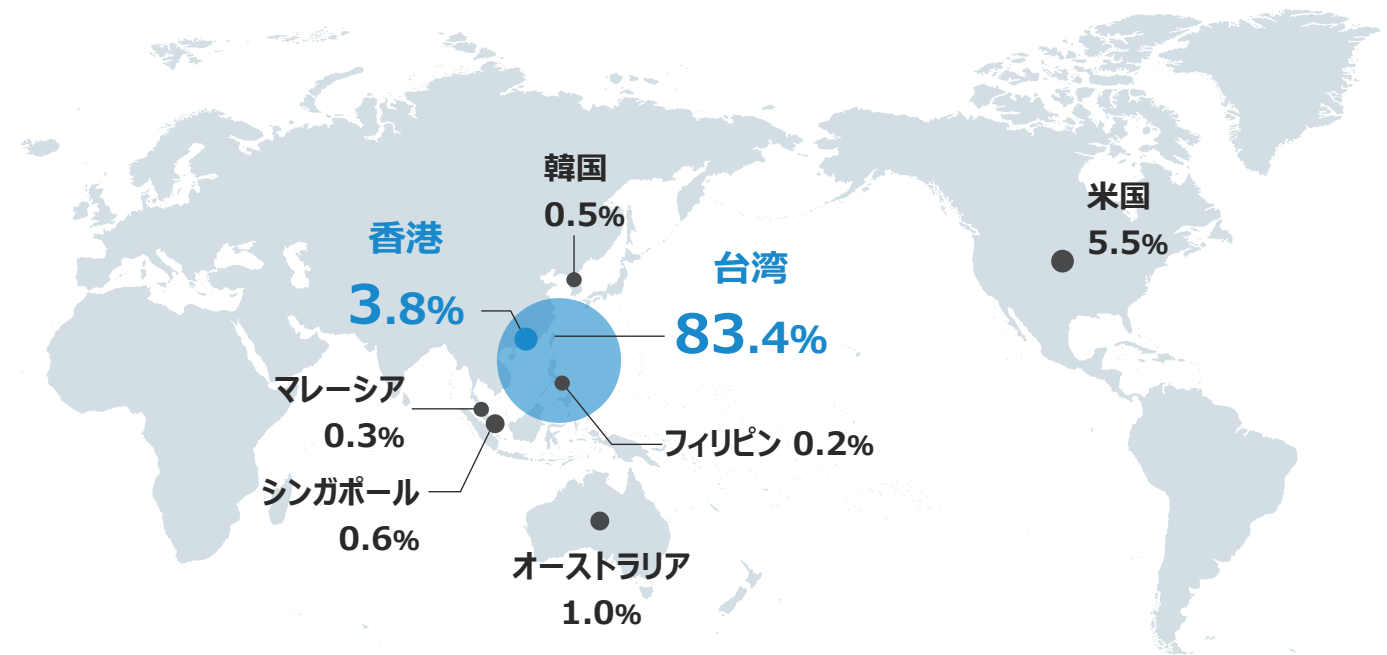 韓国
0.5%
米国
5.5%
香港
3.8%
台湾
83.4%
マレーシア
0.3%
フィリピン 0.2%
シンガポール
0.6%
オーストラリア
1.0%